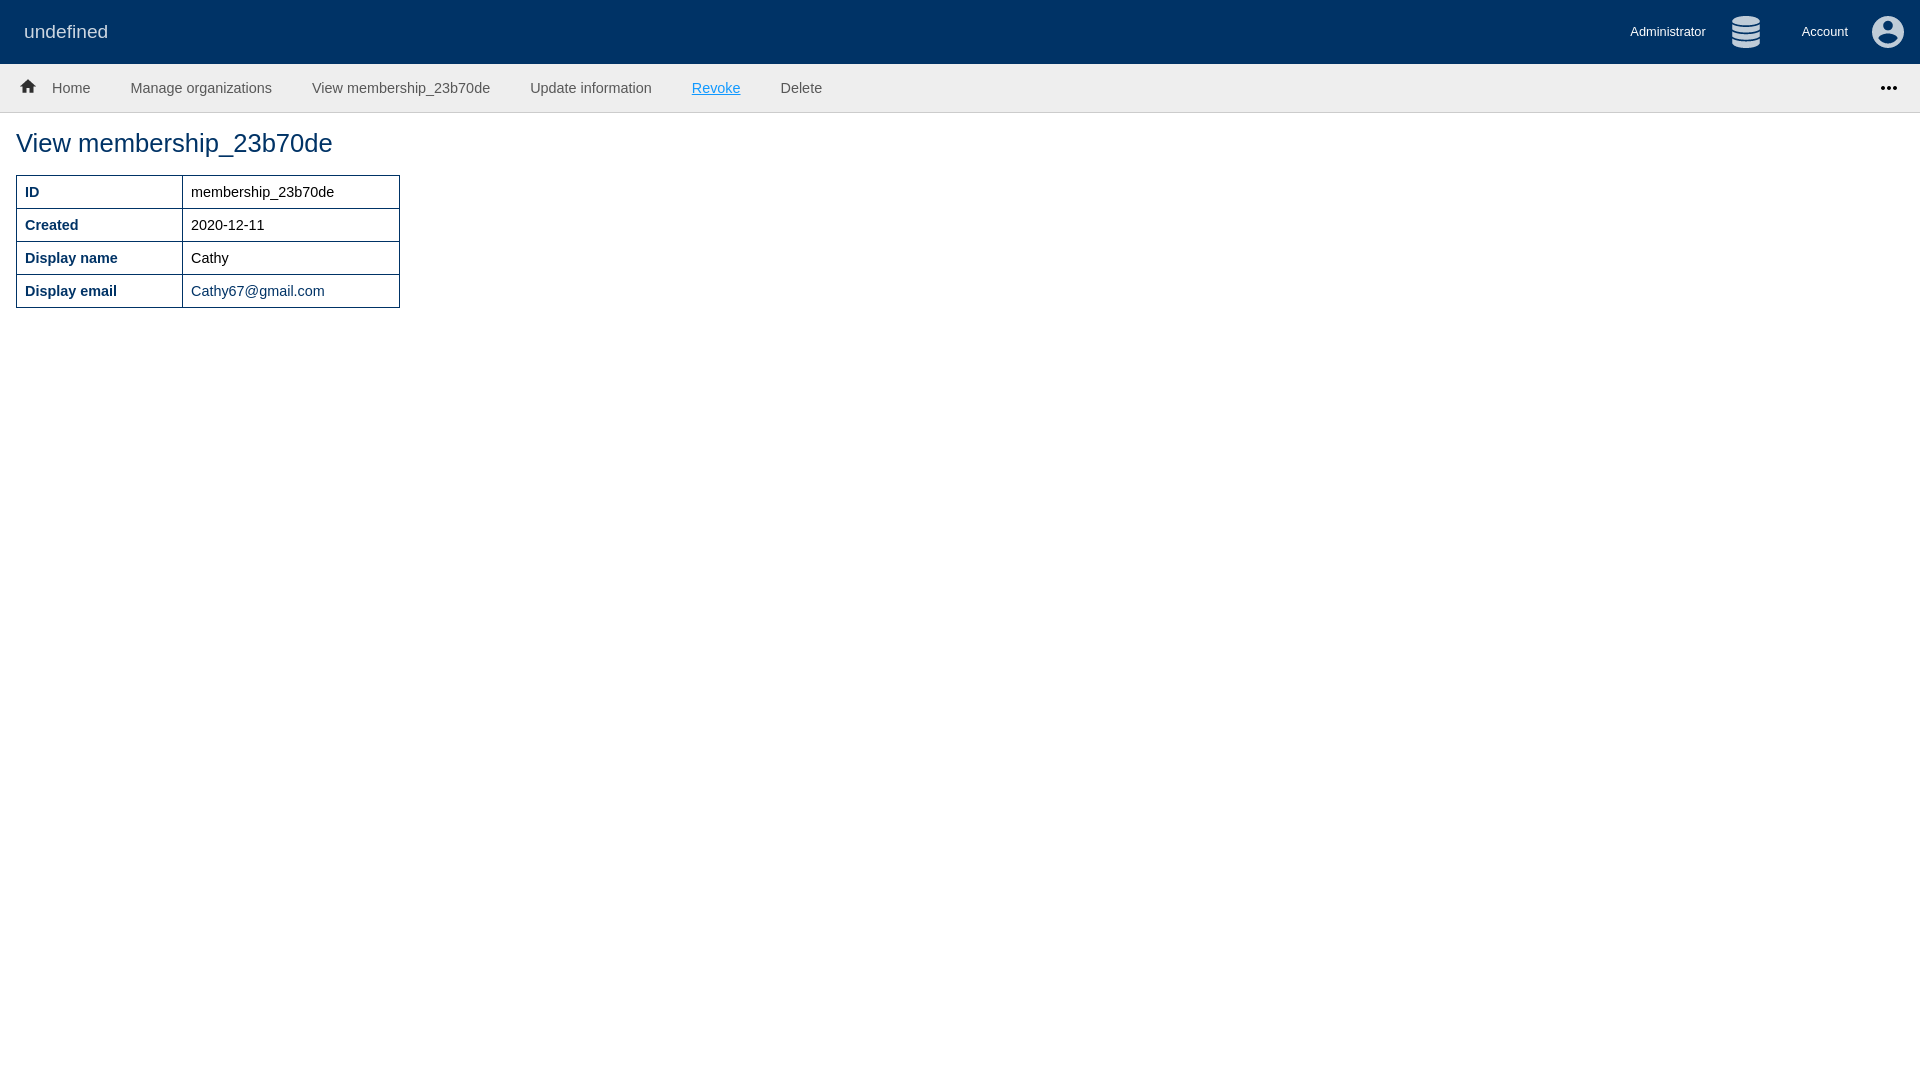 undefined
Administrator
Account
Home
Manage organizations
View membership_23b70de
Update information
Revoke
Delete
View membership_23b70de
ID membership_23b70de
Created 2020-12-11
Display name Cathy
Display email Cathy67@gmail.com